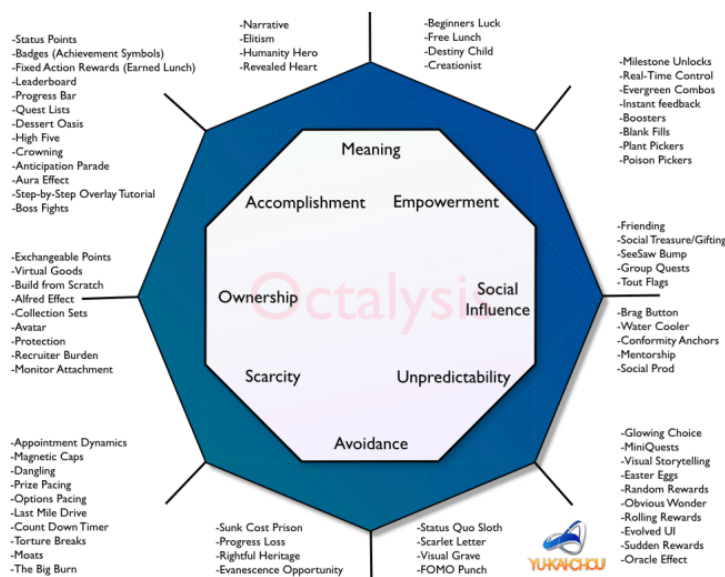 -Narrative
-Elitism
-Humanity Hero
-Revealed Heart
-Beginners Luck
-Free Lunch
-Destiny Child
-Creationist
-Status Points
-Badges (Achievement Symbols)
-Fixed Action Rewards (Earned Lunch)
-Leaderboard
-Progress Bar
-Quest Lists
-Dessert Oasis
-High Five
-Crowning
-Anticipation Parade
-Aura Effect
-Step-by-Step Overlay Tutorial
-Boss Fights
-Milestone Unlocks
-Real-Time Control
-Evergreen Combos
-Instant feedback
-Boosters
-Blank Fills
-Plant Pickers
-Poison Pickers
Meaning
Accomplishment
Empowerment
Ownership
Octalysis
Social
Influence
Scarcity
Unpredictability
Avoidance
-Exchangeable Points
-Virtual Goods
-Build from Scratch
-Alfred Effect
-Collection Sets
-Avatar
-Protection
-Recruiter Burden
-Monitor Attachment
-Friending
-Social Treasure/Gifting
-SeeSaw Bump
-Group Quests
-Tout Flags
-Brag Button
-Water Cooler
-Conformity Anchors
-Mentorship
-Social Prod
-Appointment Dynamics
-Magnetic Caps
-Dangling
-Prize Pacing
-Options Pacing
-Last Mile Drive
-Count Down Timer
-Torture Breaks
-Moats
-The Big Burn
-Sunk Cost Prison
-Progress Loss
-Rightful Heritage
-Evanescence Opportunity
-Status Quo Sloth
-Scarlet Letter
-Visual Grave
-FOMO Punch
-Glowing Choice
-MiniQuests
-Visual Storytelling
-Easter Eggs
-Random Rewards
-Obvious Wonder
-Rolling Rewards
-Evolved UI
-Sudden Rewards
-Oracle Effect
YU-KAI CHOU